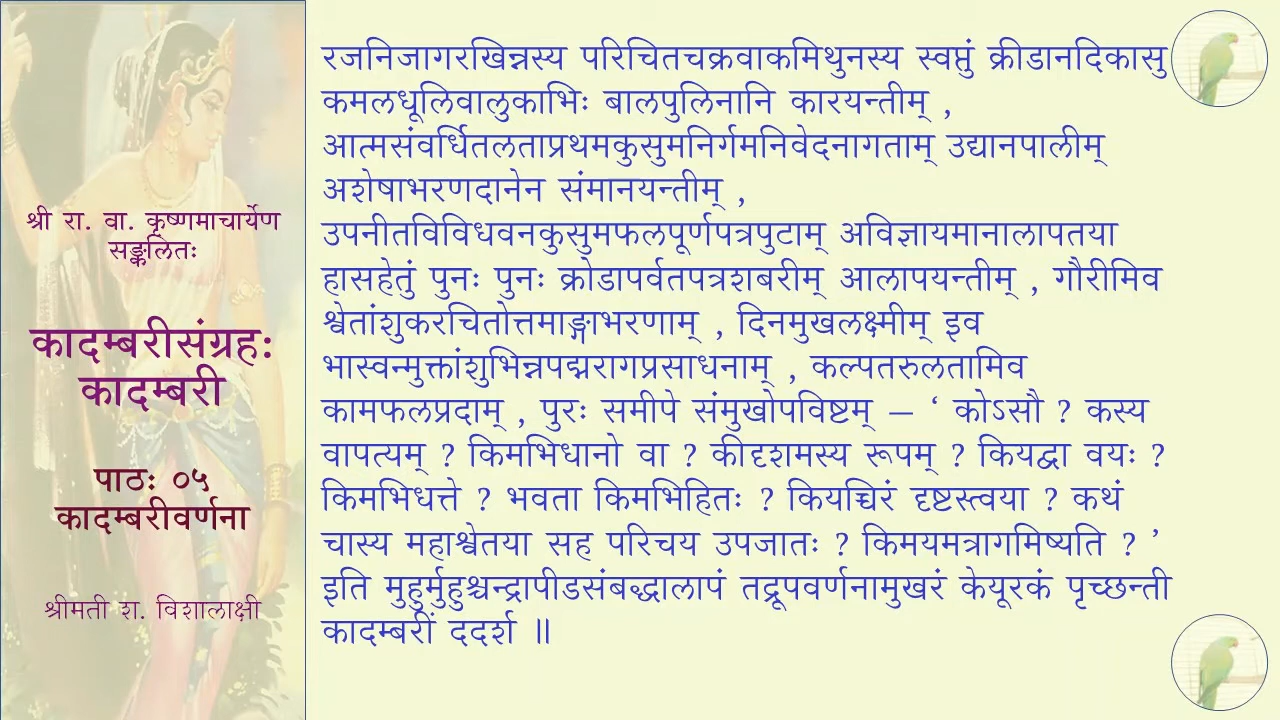 श्री रा. वा. कृष्णमाचार्येण
सङ्कलितः
कादम्बरीसंग्रहः
कादम्बरी
पाठः ०५
कादम्बरीवर्णना
श्रीमती श. विशालाक्षी
रजनिजागरखिन्नस्य परिचितचक्रवाकमिथुनस्य स्वप्तुं क्रीडानदिकासु
कमलधूलिवालुकाभिः बालपुलिनानि कारयन्तीम् ,
आत्मसंवर्धितलताप्रथमकुसुमनिर्गमनिवेदनागताम् उद्यानपालीम्
अशेषाभरणदानेन संमानयन्तीम् ,
उपनीतविविधवनकुसुमफलपूर्णपत्रपुटाम् अविज्ञायमानालापतया
हासहेतुं पुनः पुनः क्रोडापर्वतपत्रशबरीम् आलापयन्तीम् , गौरीमिव
श्वेतांशुकरचितोत्तमाङ्गाभरणाम् , दिनमुखलक्ष्मीम् इव
भास्वन्मुक्तांशुभिन्नपद्मरागप्रसाधनाम् , कल्पतरुलतामिव
कामफलप्रदाम् , पुरः समीपे संमुखोपविष्टम् – ‘ कोऽसौ ? कस्य
वापत्यम् ? किमभिधानो वा ? कीदृशमस्य रूपम् ? कियद्वा वयः ?
किमभिधत्ते ? भवता किमभिहितः ? कियच्चिरं दृष्टस्त्वया ? कथं
चास्य महाश्वेतया सह परिचय उपजातः ? किमयमत्रागमिष्यति ? ’
इति मुहुर्मुहुश्चन्द्रापीडसंबद्धालापं तद्रूपवर्णनामुखरं केयूरकं पृच्छन्ती
कादम्बरीं ददर्श ॥